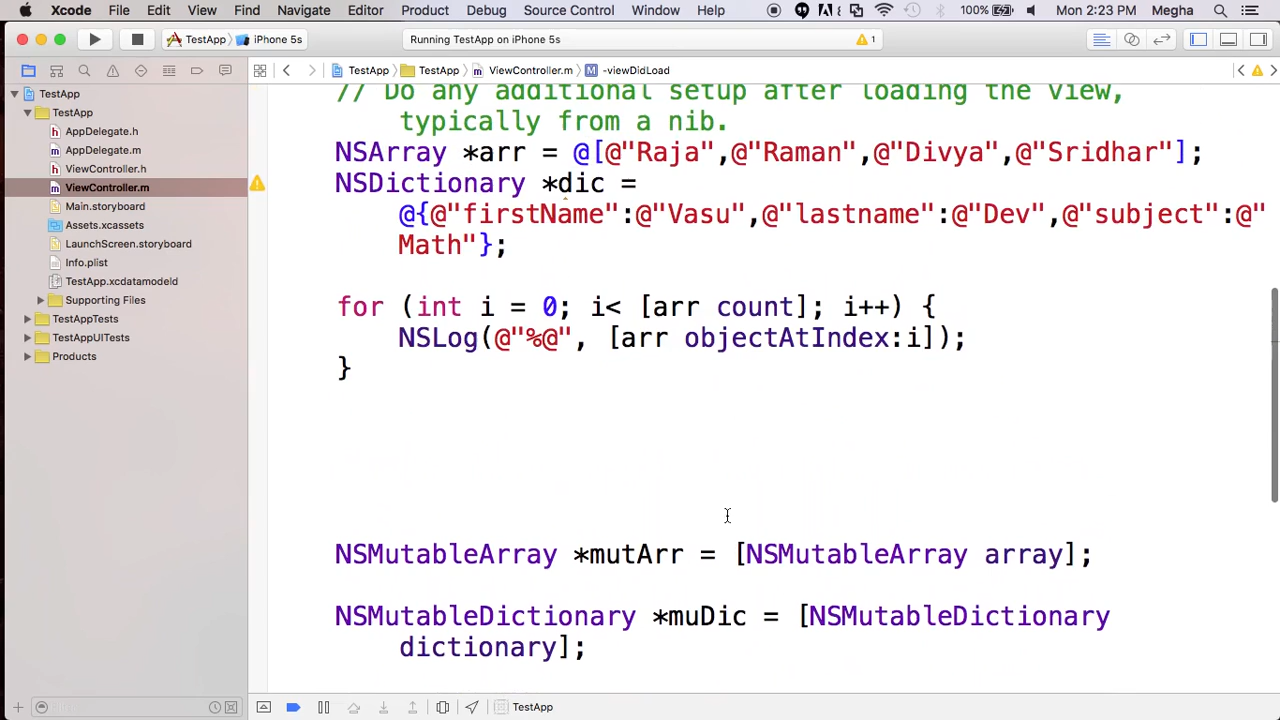 Xcode File Edit View Find Navigate Editor Product Debug Source Control Window Help 100% Mon 2:23 PM Megha
TestApp iPhone 5s Running TestApp on iPhone 5s 1
TestApp TestApp ViewController.m -viewDidLoad
TestApp
TestApp
AppDelegate.h
AppDelegate.m
ViewController.h
ViewController.m
Main.storyboard
Assets.xcassets
LaunchScreen.storyboard
Info.plist
TestApp.xcdatamodeld
Supporting Files
TestAppTests
TestAppUITests
Products
// Do any additional setup after loading the view,
typically from a nib.
NSArray *arr = @[@"Raja",@"Raman",@"Divya",@"Sridhar"];
NSDictionary *dic =
@{@"firstName":@"Vasu",@"lastname":@"Dev",@"subject":@"
Math"};
for (int i = 0; i< [arr count]; i++) {
NSLog(@"%@", [arr objectAtIndex:i]);
}
NSMutableArray *mutArr = [NSMutableArray array];
NSMutableDictionary *muDic = [NSMutableDictionary
dictionary];
TestApp